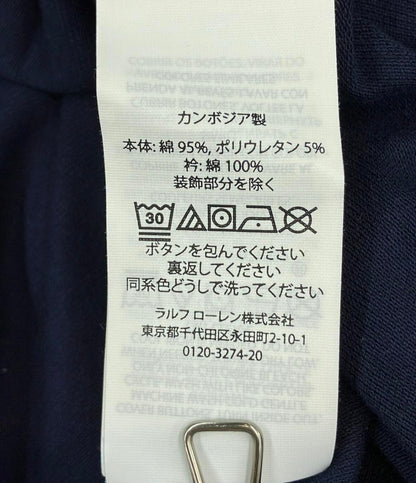 カンボジア製
本体: 綿 95%, ポリウレタン 5%
衿: 綿 100%
装飾部分を除く
30
ボタンを包んでください
裏返してください
同系色どうしで洗ってください
ラルフ ローレン株式会社
東京都千代田区永田町2-10-1
0120-3274-20